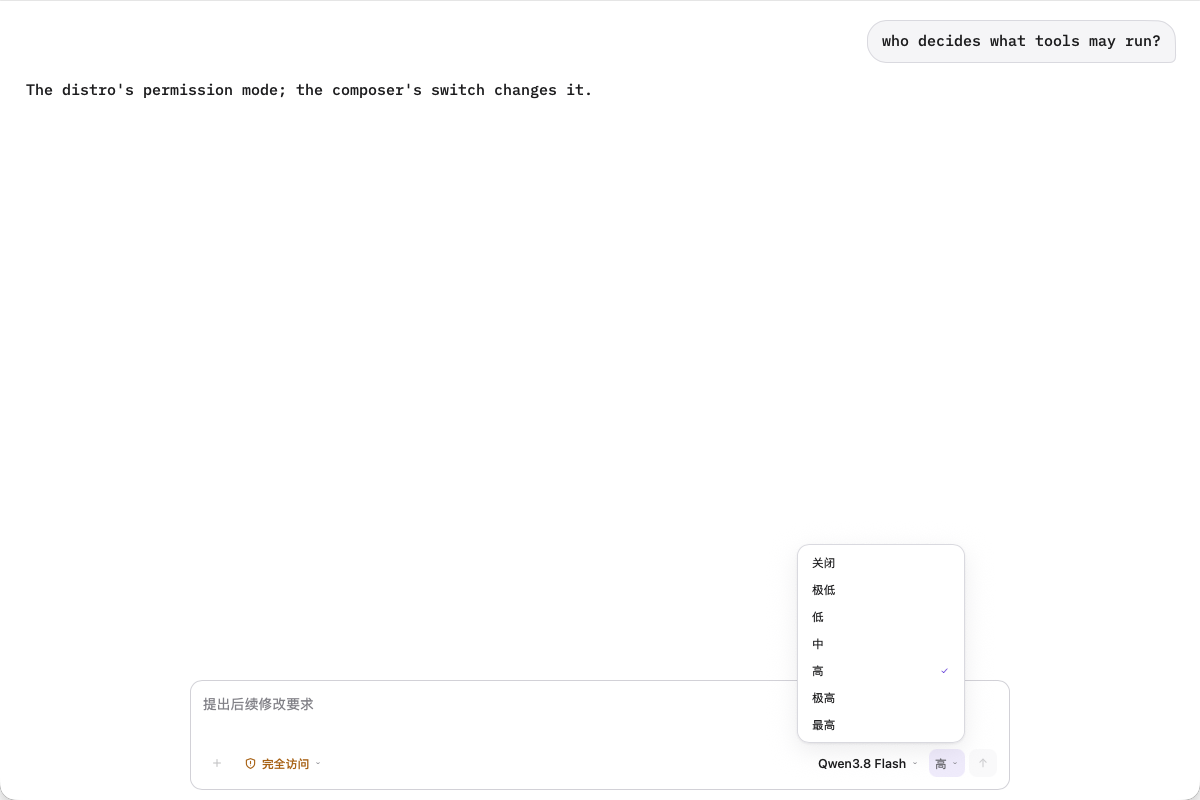 who decides what tools may run?
The distro's permission mode; the composer's switch changes it.
关闭
极低
低
中
高
极高
最高
提出后续修改要求
完全访问
Qwen3.8 Flash
高